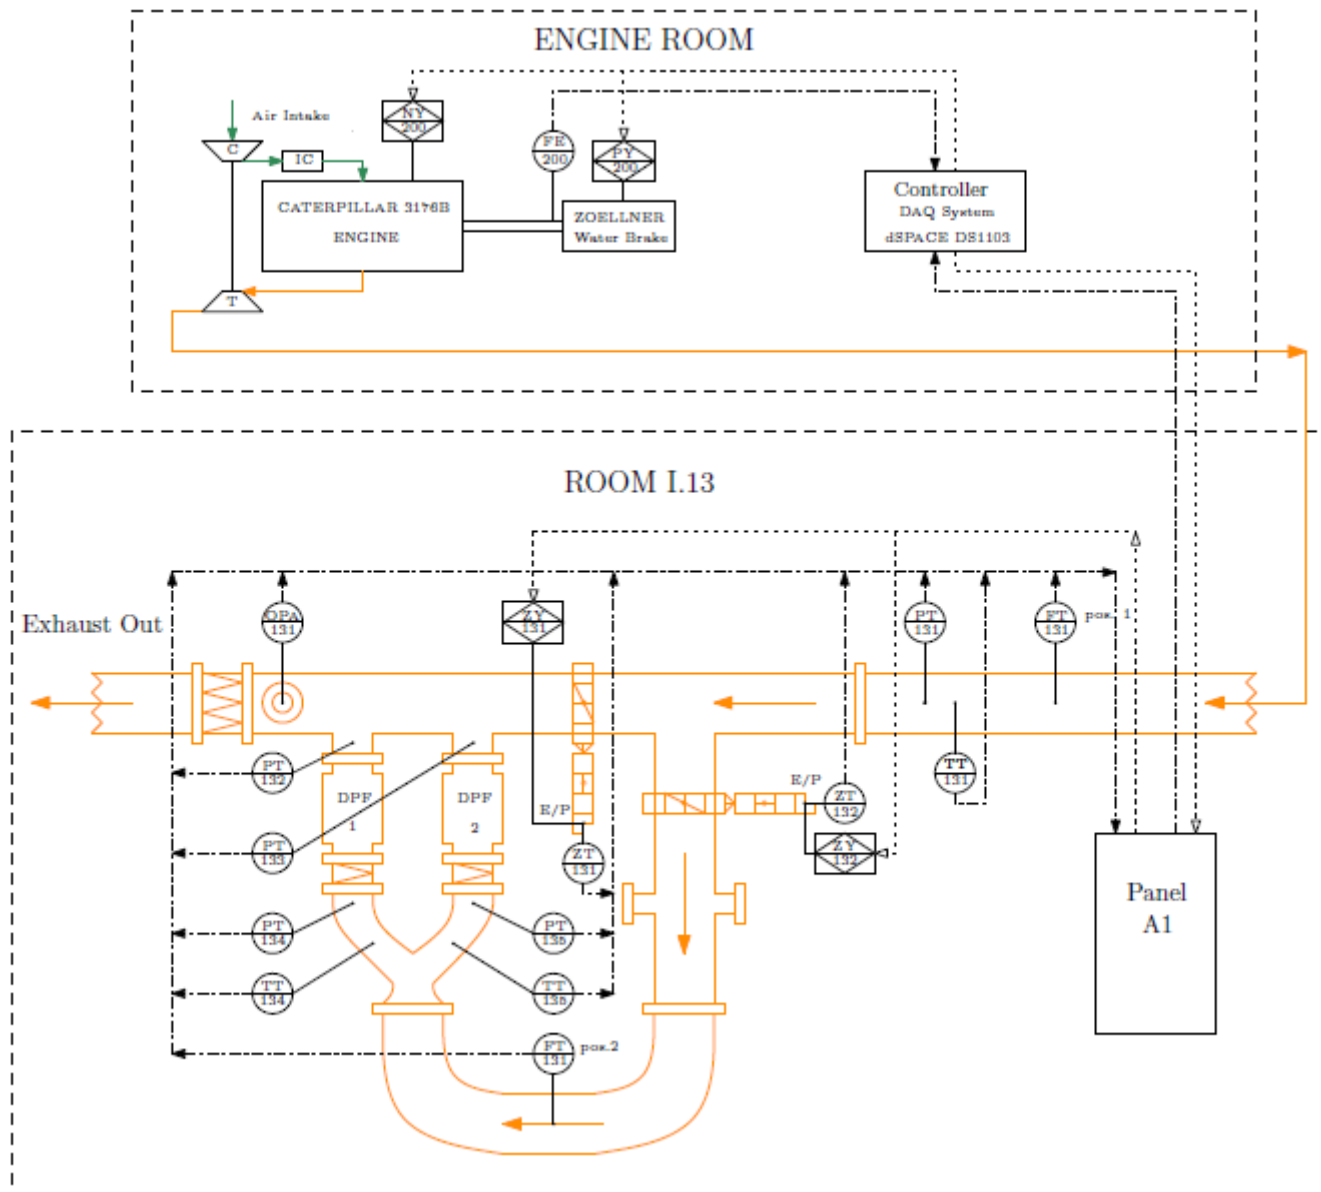 ENGINE ROOM
Air Intake
NY
200
FE
200
PY
200
C
IC
CATERPILLAR 3176B
ENGINE
ZOELLNER
Water Brake
Controller
DAQ System
dSPACE DS1103
T
ROOM I.13
Exhaust Out
OPA
131
ZY
131
PT
131
FT
131
pos. 1
PT
132
TT
131
E/P
ZT
132
DPF
1
DPF
2
E/P
PT
133
ZT
131
ZY
132
Panel
A1
PT
134
PT
135
TT
134
TT
135
FT
131
pos.2